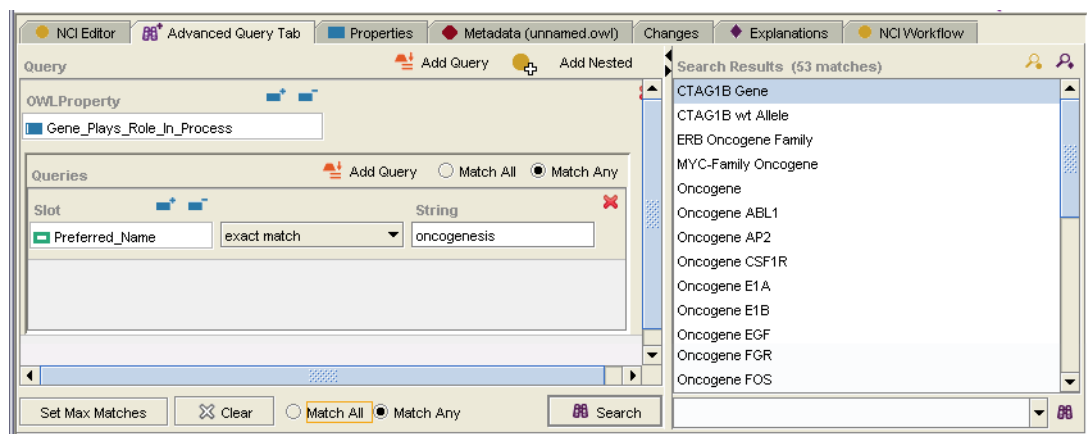 NCI Editor Advanced Query Tab Properties Metadata (unnamed.owl) Changes Explanations NCI Workflow
Query Add Query Add Nested
OWLProperty
Gene_Plays_Role_In_Process
Queries Add Query Match All Match Any
Slot String
Preferred_Name exact match oncogenesis
Set Max Matches Clear Match All Match Any Search
Search Results (53 matches)
CTAG1B Gene
CTAG1B wt Allele
ERB Oncogene Family
MYC-Family Oncogene
Oncogene
Oncogene ABL1
Oncogene AP2
Oncogene CSF1R
Oncogene E1A
Oncogene E1B
Oncogene EGF
Oncogene FGR
Oncogene FOS